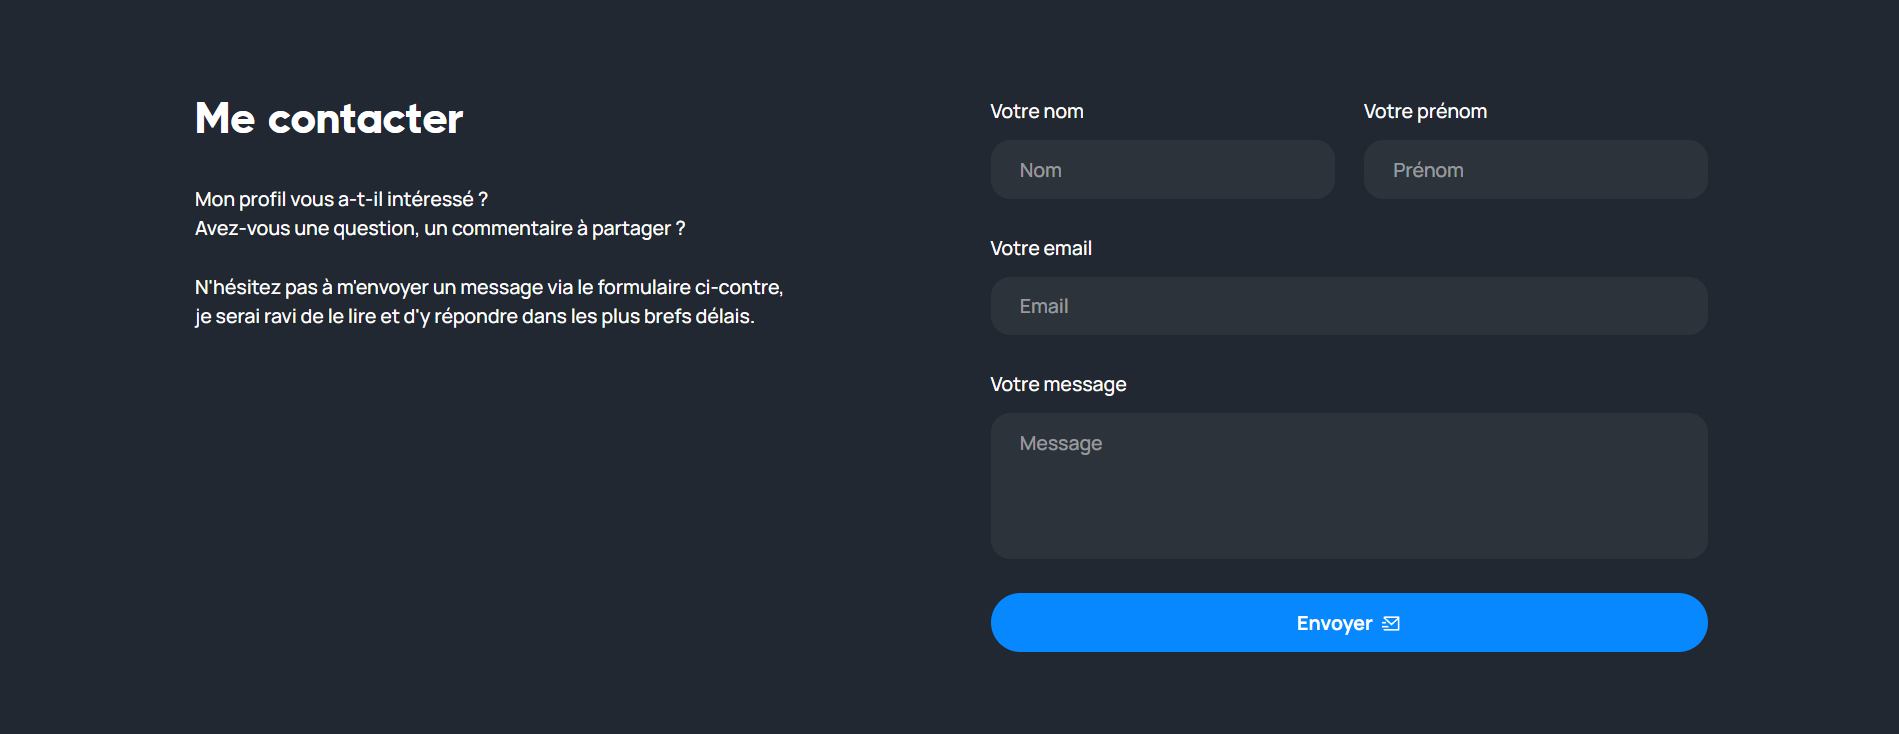 Me contacter
Mon profil vous a-t-il intéressé ?
Avez-vous une question, un commentaire à partager ?
N'hésitez pas à m'envoyer un message via le formulaire ci-contre,
je serai ravi de le lire et d'y répondre dans les plus brefs délais.
Votre nom
Nom
Votre prénom
Prénom
Votre email
Email
Votre message
Message
Envoyer